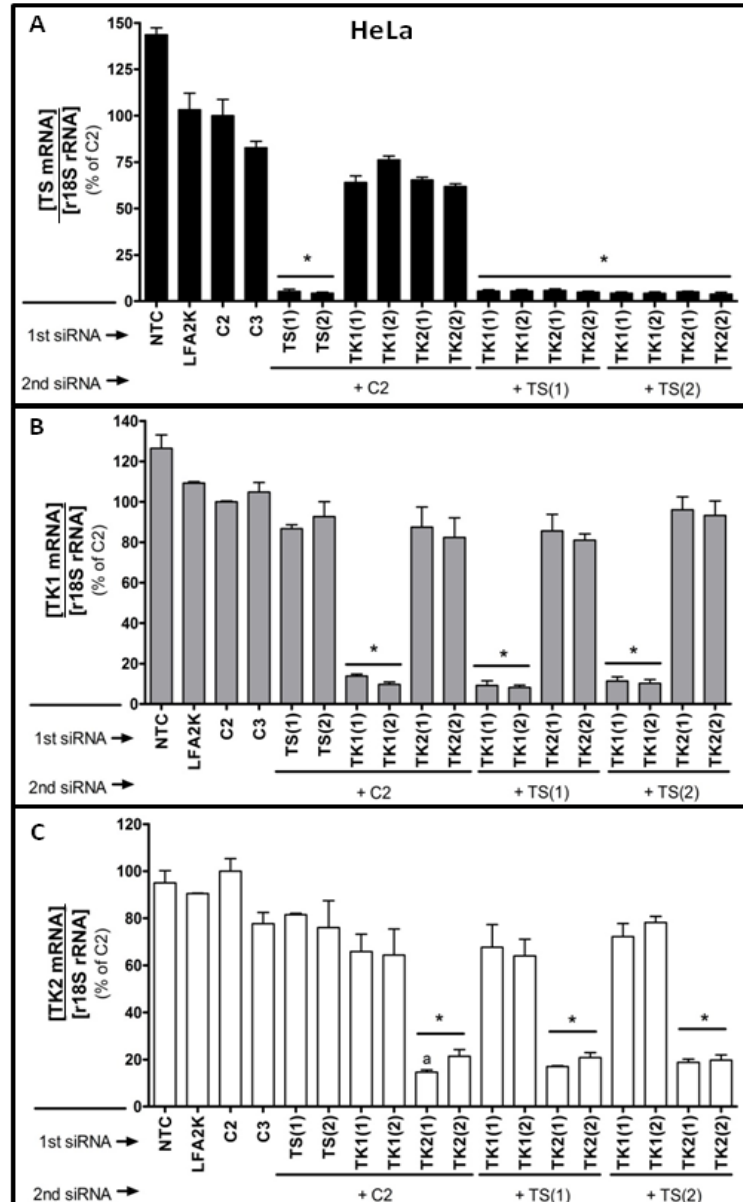 A
HeLa
[TS mRNA]
[r18S rRNA]
(% of C2)
150
125
100
75
50
25
0
NTC LFA2K C2 C3 TS(1) TS(2) TK1(1) TK1(2) TK2(1) TK2(2) TK1(1) TK1(2) TK2(1) TK2(2) TK1(1) TK1(2) TK2(1) TK2(2)
* *
1st siRNA →
2nd siRNA →
+ C2 + TS(1) + TS(2)
B
[TK1 mRNA]
[r18S rRNA]
(% of C2)
140
120
100
80
60
40
20
0
* * *
NTC LFA2K C2 C3 TS(1) TS(2) TK1(1) TK1(2) TK2(1) TK2(2) TK1(1) TK1(2) TK2(1) TK2(2) TK1(1) TK1(2) TK2(1) TK2(2)
1st siRNA →
2nd siRNA →
+ C2 + TS(1) + TS(2)
C
[TK2 mRNA]
[r18S rRNA]
(% of C2)
120
100
80
60
40
20
0
* * *
a
NTC LFA2K C2 C3 TS(1) TS(2) TK1(1) TK1(2) TK2(1) TK2(2) TK1(1) TK1(2) TK2(1) TK2(2) TK1(1) TK1(2) TK2(1) TK2(2)
1st siRNA →
2nd siRNA →
+ C2 + TS(1) + TS(2)